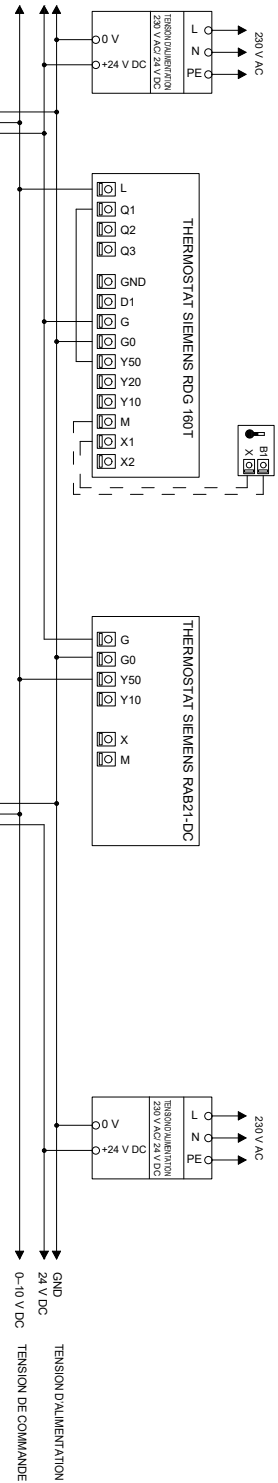 230 V AC
L
N
PE
TENSION D'ALIMENTATION
230 V AC/ 24 V DC
0 V
+24 V DC
THERMOSTAT SIEMENS RDG 160T
L
Q1
Q2
Q3
GND
D1
G
G0
Y50
Y20
Y10
M
X1
X2
B1
X
M
THERMOSTAT SIEMENS RAB21-DC
G
G0
Y50
Y10
X
M
230 V AC
L
N
PE
TENSION D'ALIMENTATION
230 V AC/ 24 V DC
0 V
+24 V DC
GND
24 V DC
TENSION D'ALIMENTATION
0–10 V DC TENSION DE COMMANDE